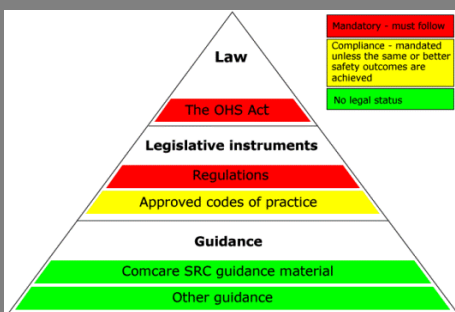 Law
The OHS Act
Legislative instruments
Regulations
Approved codes of practice
Guidance
Comcare SRC guidance material
Other guidance
Mandatory - must follow
Compliance - mandated
unless the same or better
safety outcomes are
achieved
No legal status